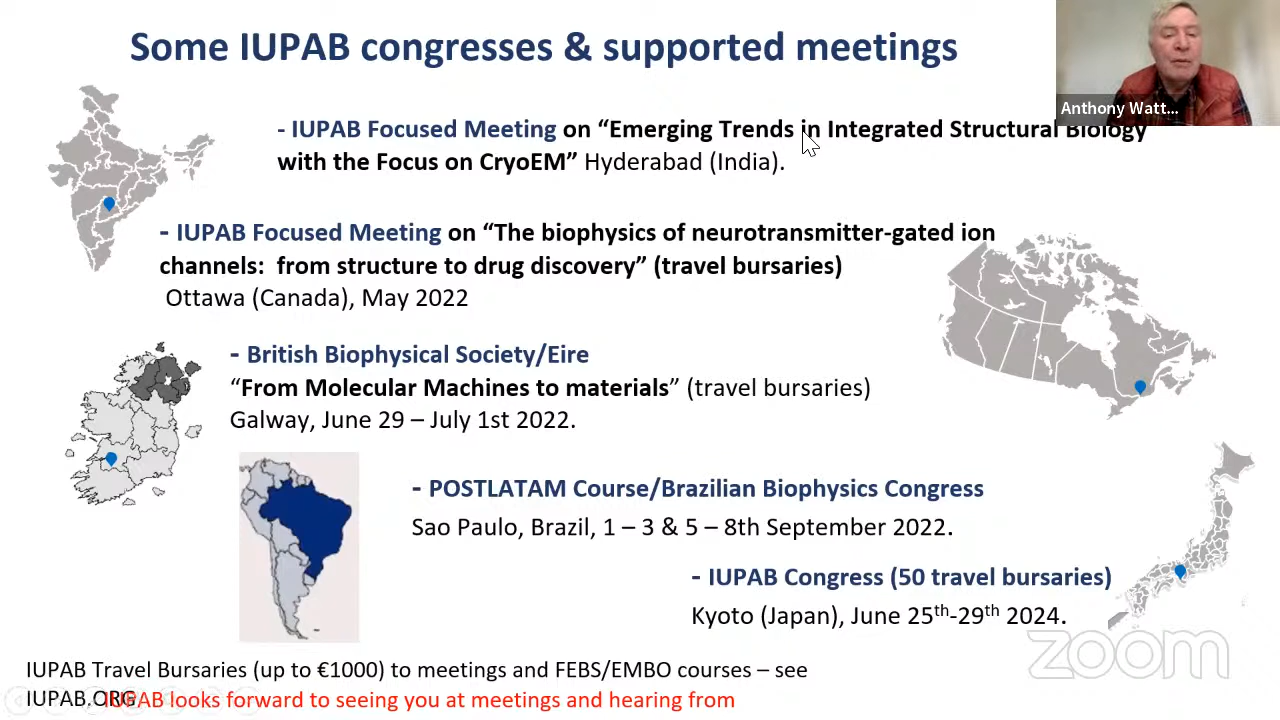 Some IUPAB congresses & supported meetings
Anthony Watt...
- IUPAB Focused Meeting on “Emerging Trends in Integrated Structural Biology
with the Focus on CryoEM” Hyderabad (India).
- IUPAB Focused Meeting on “The biophysics of neurotransmitter-gated ion
channels: from structure to drug discovery” (travel bursaries)
Ottawa (Canada), May 2022
- British Biophysical Society/Eire
“From Molecular Machines to materials” (travel bursaries)
Galway, June 29 – July 1st 2022.
- POSTLATAM Course/Brazilian Biophysics Congress
Sao Paulo, Brazil, 1 – 3 & 5 – 8th September 2022.
- IUPAB Congress (50 travel bursaries)
Kyoto (Japan), June 25th-29th 2024.
zoom
IUPAB Travel Bursaries (up to €1000) to meetings and FEBS/EMBO courses – see
IUPAB.ORG
IUPAB looks forward to seeing you at meetings and hearing from